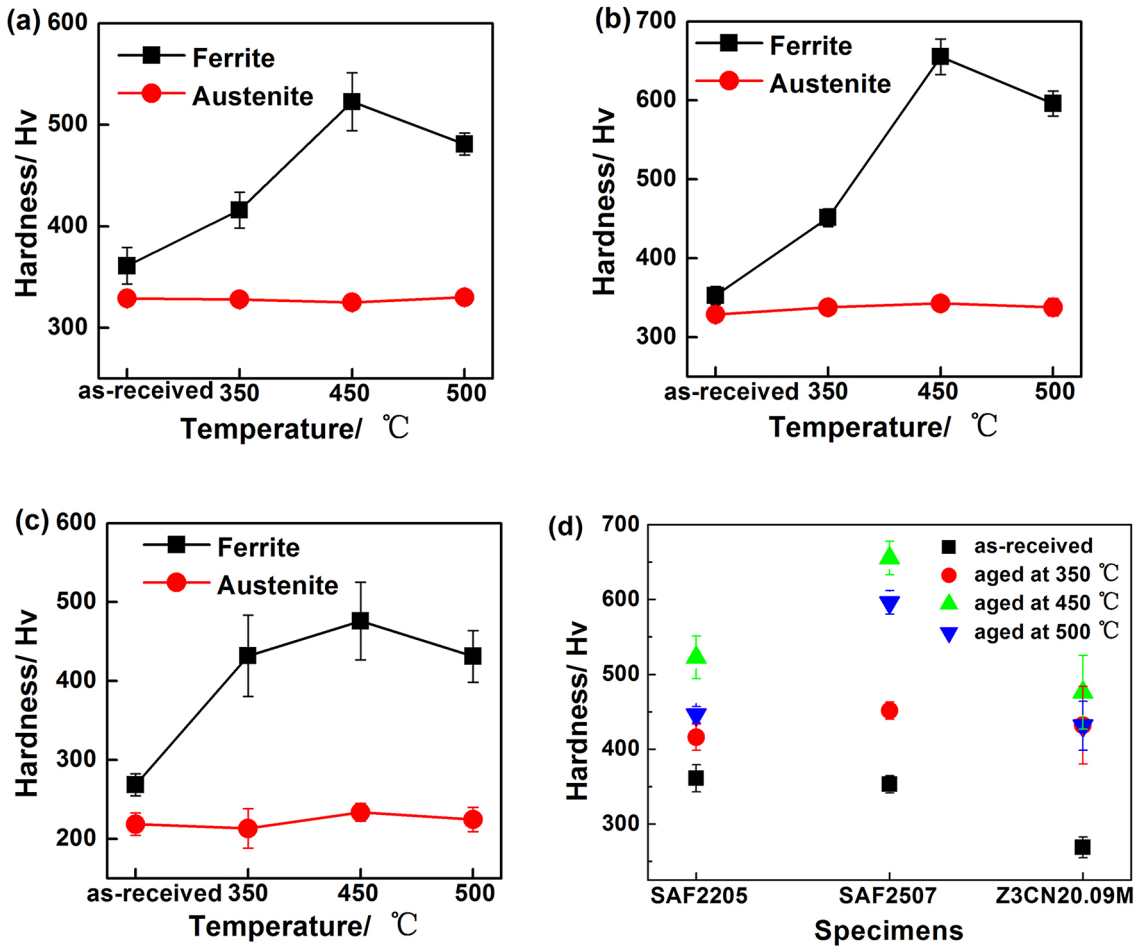 (a)
600
500
400
300
Hardness/ Hv
Ferrite
Austenite
as-received 350 450 500
Temperature/ ℃
(b)
700
600
500
400
300
Hardness/ Hv
Ferrite
Austenite
as-received 350 450 500
Temperature/ ℃
(c)
600
500
400
300
200
Hardness/ Hv
Ferrite
Austenite
as-received 350 450 500
Temperature/ ℃
(d)
700
600
500
400
300
Hardness/ Hv
as-received
aged at 350 ℃
aged at 450 ℃
aged at 500 ℃
SAF2205 SAF2507 Z3CN20.09M
Specimens